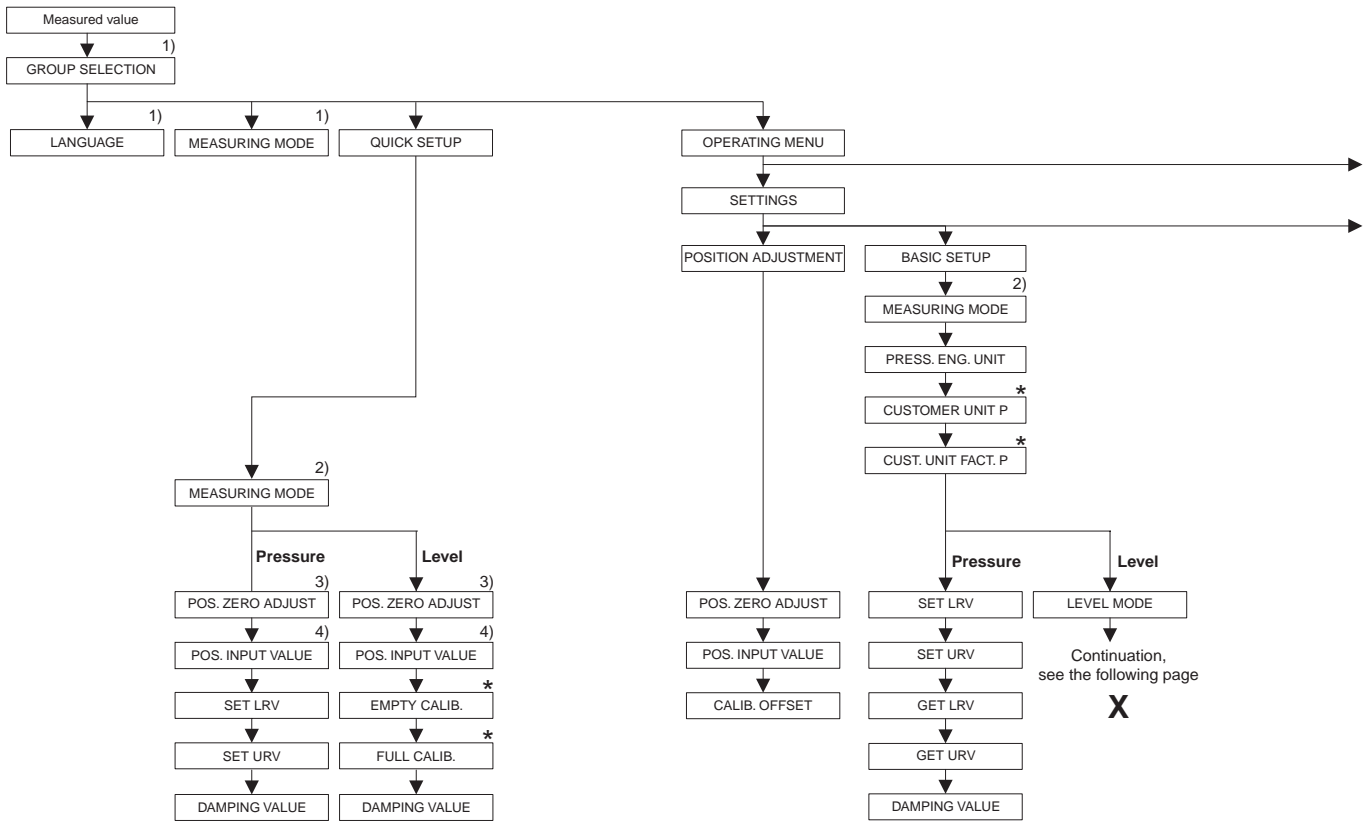 Measured value
1)
GROUP SELECTION
1)
LANGUAGE
1)
MEASURING MODE
QUICK SETUP
OPERATING MENU
SETTINGS
POSITION ADJUSTMENT
BASIC SETUP
2)
MEASURING MODE
PRESS. ENG. UNIT
*
CUSTOMER UNIT P
*
CUST. UNIT FACT. P
2)
MEASURING MODE
Pressure
Level
3)
POS. ZERO ADJUST
3)
POS. ZERO ADJUST
4)
POS. INPUT VALUE
4)
POS. INPUT VALUE
SET LRV
*
EMPTY CALIB.
SET URV
*
FULL CALIB.
DAMPING VALUE
DAMPING VALUE
POS. ZERO ADJUST
POS. INPUT VALUE
CALIB. OFFSET
Pressure
Level
SET LRV
LEVEL MODE
SET URV
Continuation,
see the following page
X
GET LRV
GET URV
DAMPING VALUE